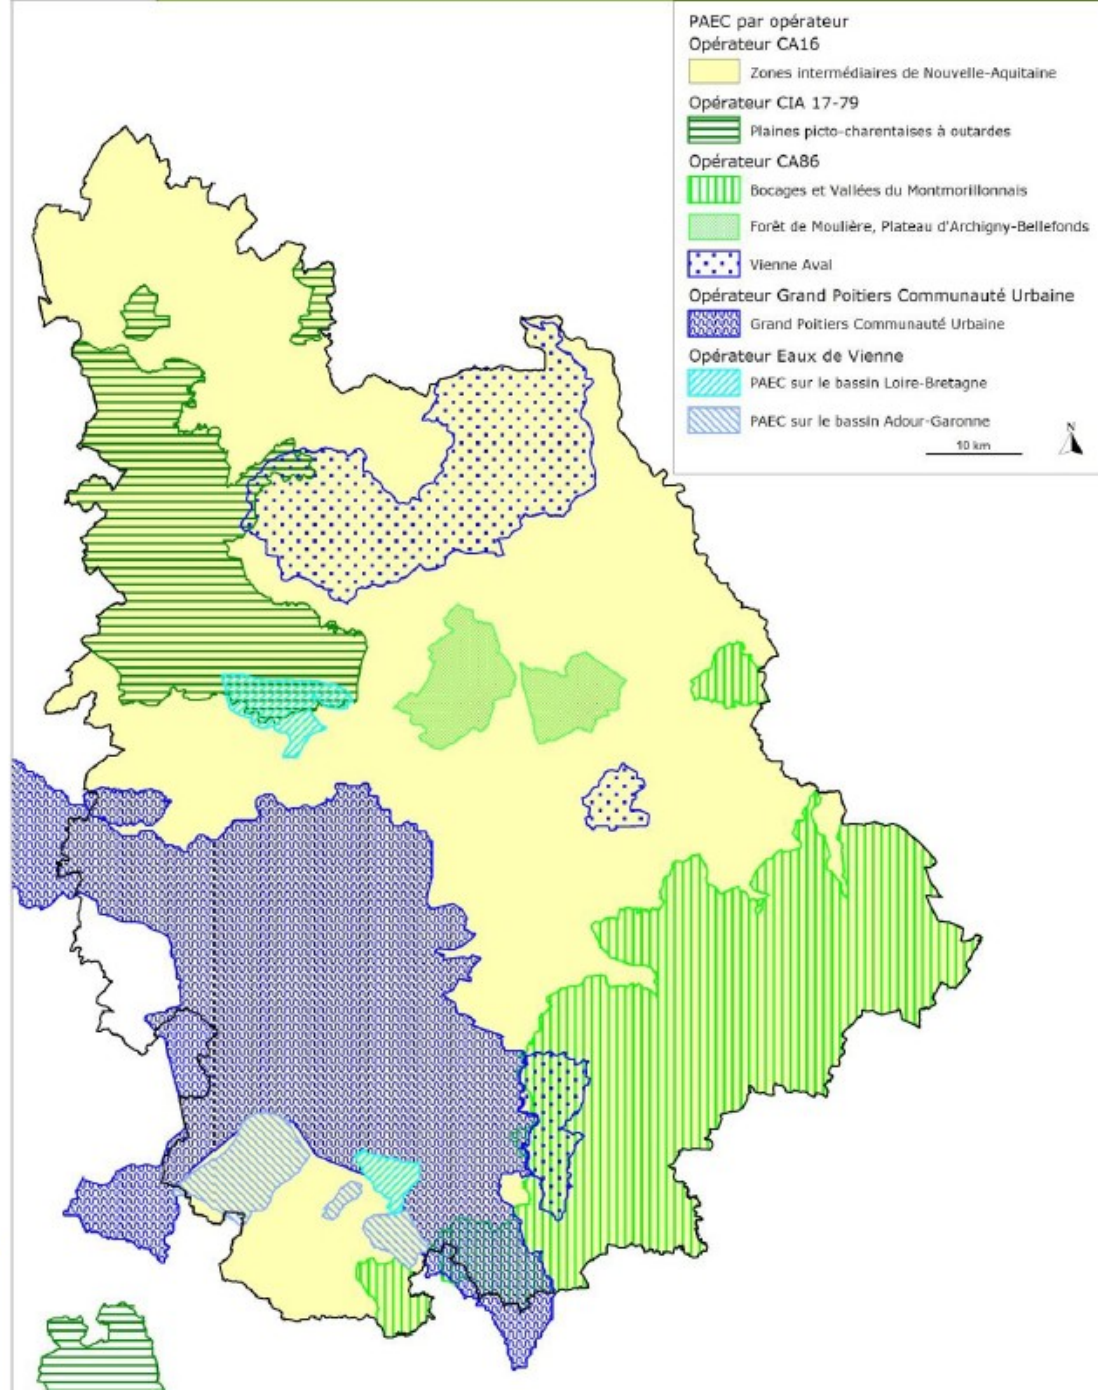 PAEC par opérateur
Opérateur CA16
Zones intermédiaires de Nouvelle-Aquitaine
Opérateur CIA 17-79
Plaines picto-charentaises à outardes
Opérateur CA86
Bocages et Vallées du Montmorillonnais
Forêt de Moulière, Plateau d'Archigny-Bellefonds
Vienne Aval
Opérateur Grand Poitiers Communauté Urbaine
Grand Poitiers Communauté Urbaine
Opérateur Eaux de Vienne
PAEC sur le bassin Loire-Bretagne
PAEC sur le bassin Adour-Garonne
N
10 km